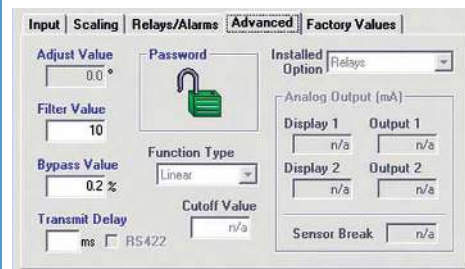 Input Scaling Relays/Alarms Advanced Factory Values
Adjust Value
0.0 °
Filter Value
10
Bypass Value
0.2 %
Transmit Delay
ms RS422
Password
Function Type
Linear
Cutoff Value
n/a
Installed
Option Relays
Analog Output (mA)
Display 1 Output 1
n/a n/a
Display 2 Output 2
n/a n/a
Sensor Break n/a